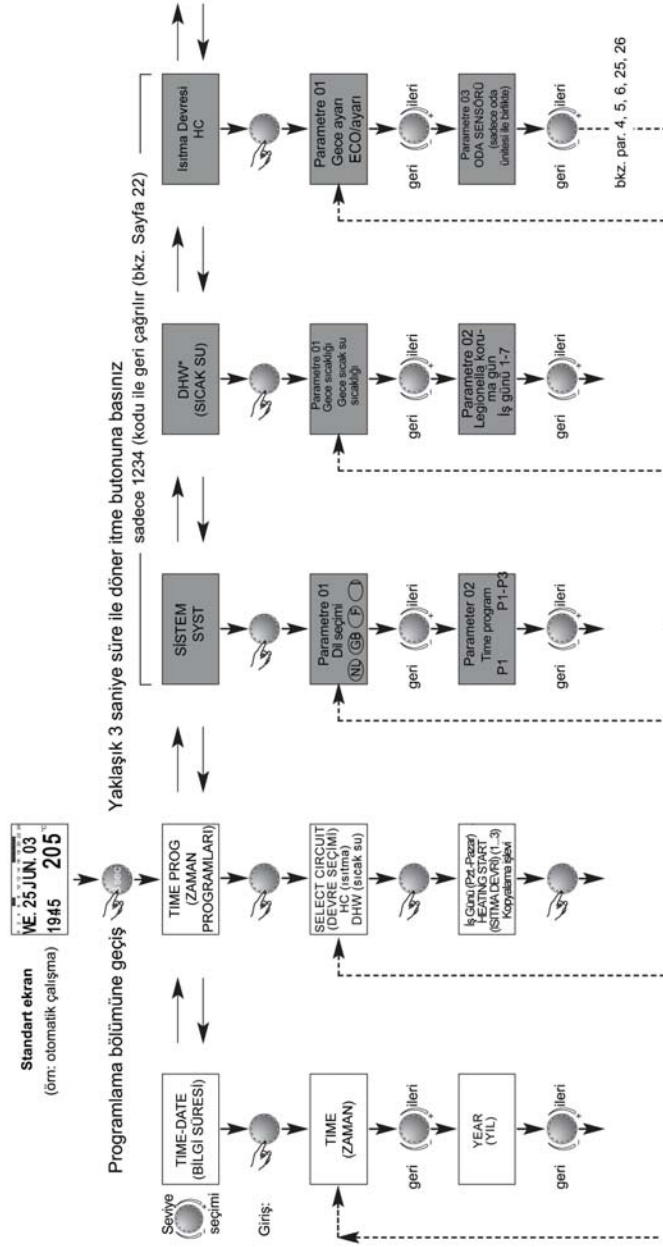 Standart ekran
(örn: otomatik çalışma)
WE. 25 JUN. 03
1945 205 °C
Programlama bölümüne geçiş
Yaklaşık 3 saniye süre ile döner itme butonuna basınız
sadece 1234 (kodu ile geri çağrılır (bkz. Sayfa 22)
Seviye
seçimi
Giriş:
TIME-DATE
(BİLGİ SÜRESİ)
TIME
(ZAMAN)
geri
ileri
YEAR
(YIL)
geri
ileri
TIME PROG
(ZAMAN
PROGRAMLARI)
SELECT CIRCUIT
(DEVRE SEÇİMİ)
HC (ısıtma)
DHW (sıcak su)
İş Günü (Pzt.-Pazar)
HEATING START
(ISITMA DEVRİ) (1...3)
Kopyalama işlevi
SİSTEM
SYST
Parametre 01
Dil seçimi
NL GB F I
geri
ileri
Parameter 02
Time program
P1 P1-P3
geri
ileri
DHW*
(SICAK SU)
Parametre 01
Gece sıcaklığı
Gece sıcak su
sıcaklığı
geri
ileri
Parametre 02
Legionella koru-
ma gün
İş günü 1-7
geri
ileri
Isıtma Devresi
HC
Parametre 01
Gece ayarı
ECO/ayarı
geri
ileri
Parametre 03
ODA SENSÖRÜ
(sadece oda
ünitesi ile birlikte)
geri
ileri
bkz. par. 4, 5, 6, 25, 26